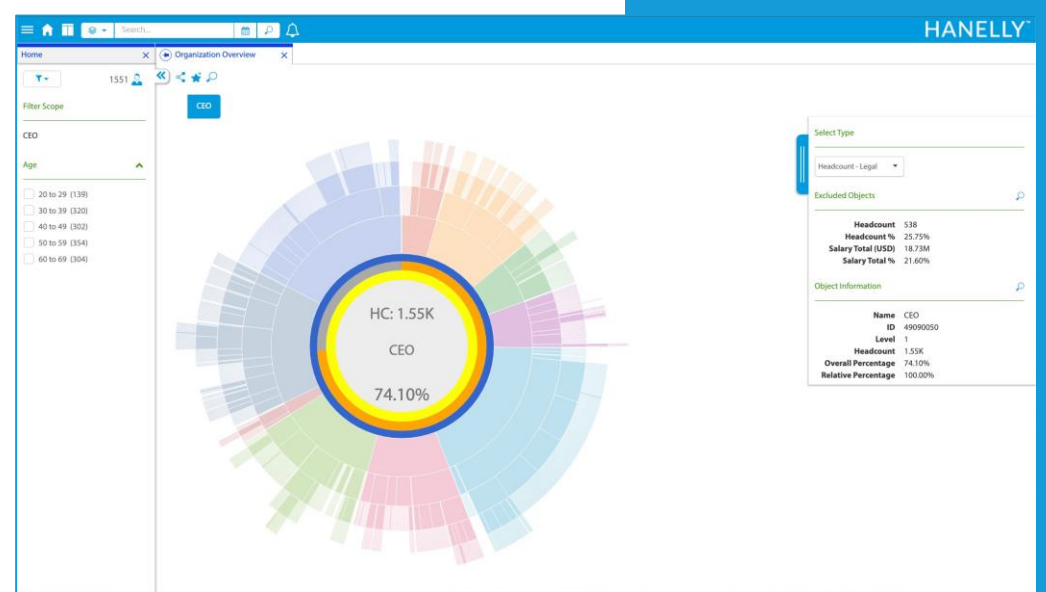 Search...
HANELLY™
Home
Organization Overview
1551
Filter Scope
CEO
Age
20 to 29 (139)
30 to 39 (320)
40 to 49 (302)
50 to 59 (354)
60 to 69 (304)
CEO
HC: 1.55K
CEO
74.10%
Select Type
Headcount - Legal
Excluded Objects
Headcount 538
Headcount % 25.75%
Salary Total (USD) 18.73M
Salary Total % 21.60%
Object Information
Name CEO
ID 49090050
Level 1
Headcount 1.55K
Overall Percentage 74.10%
Relative Percentage 100.00%